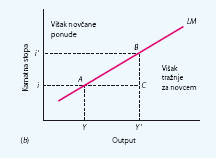 Višak novčane
ponude
LM
Kamatna stopa
i'
B
Višak
tražnje
za novcem
A
i
C
Y
Y'
(b)
Output